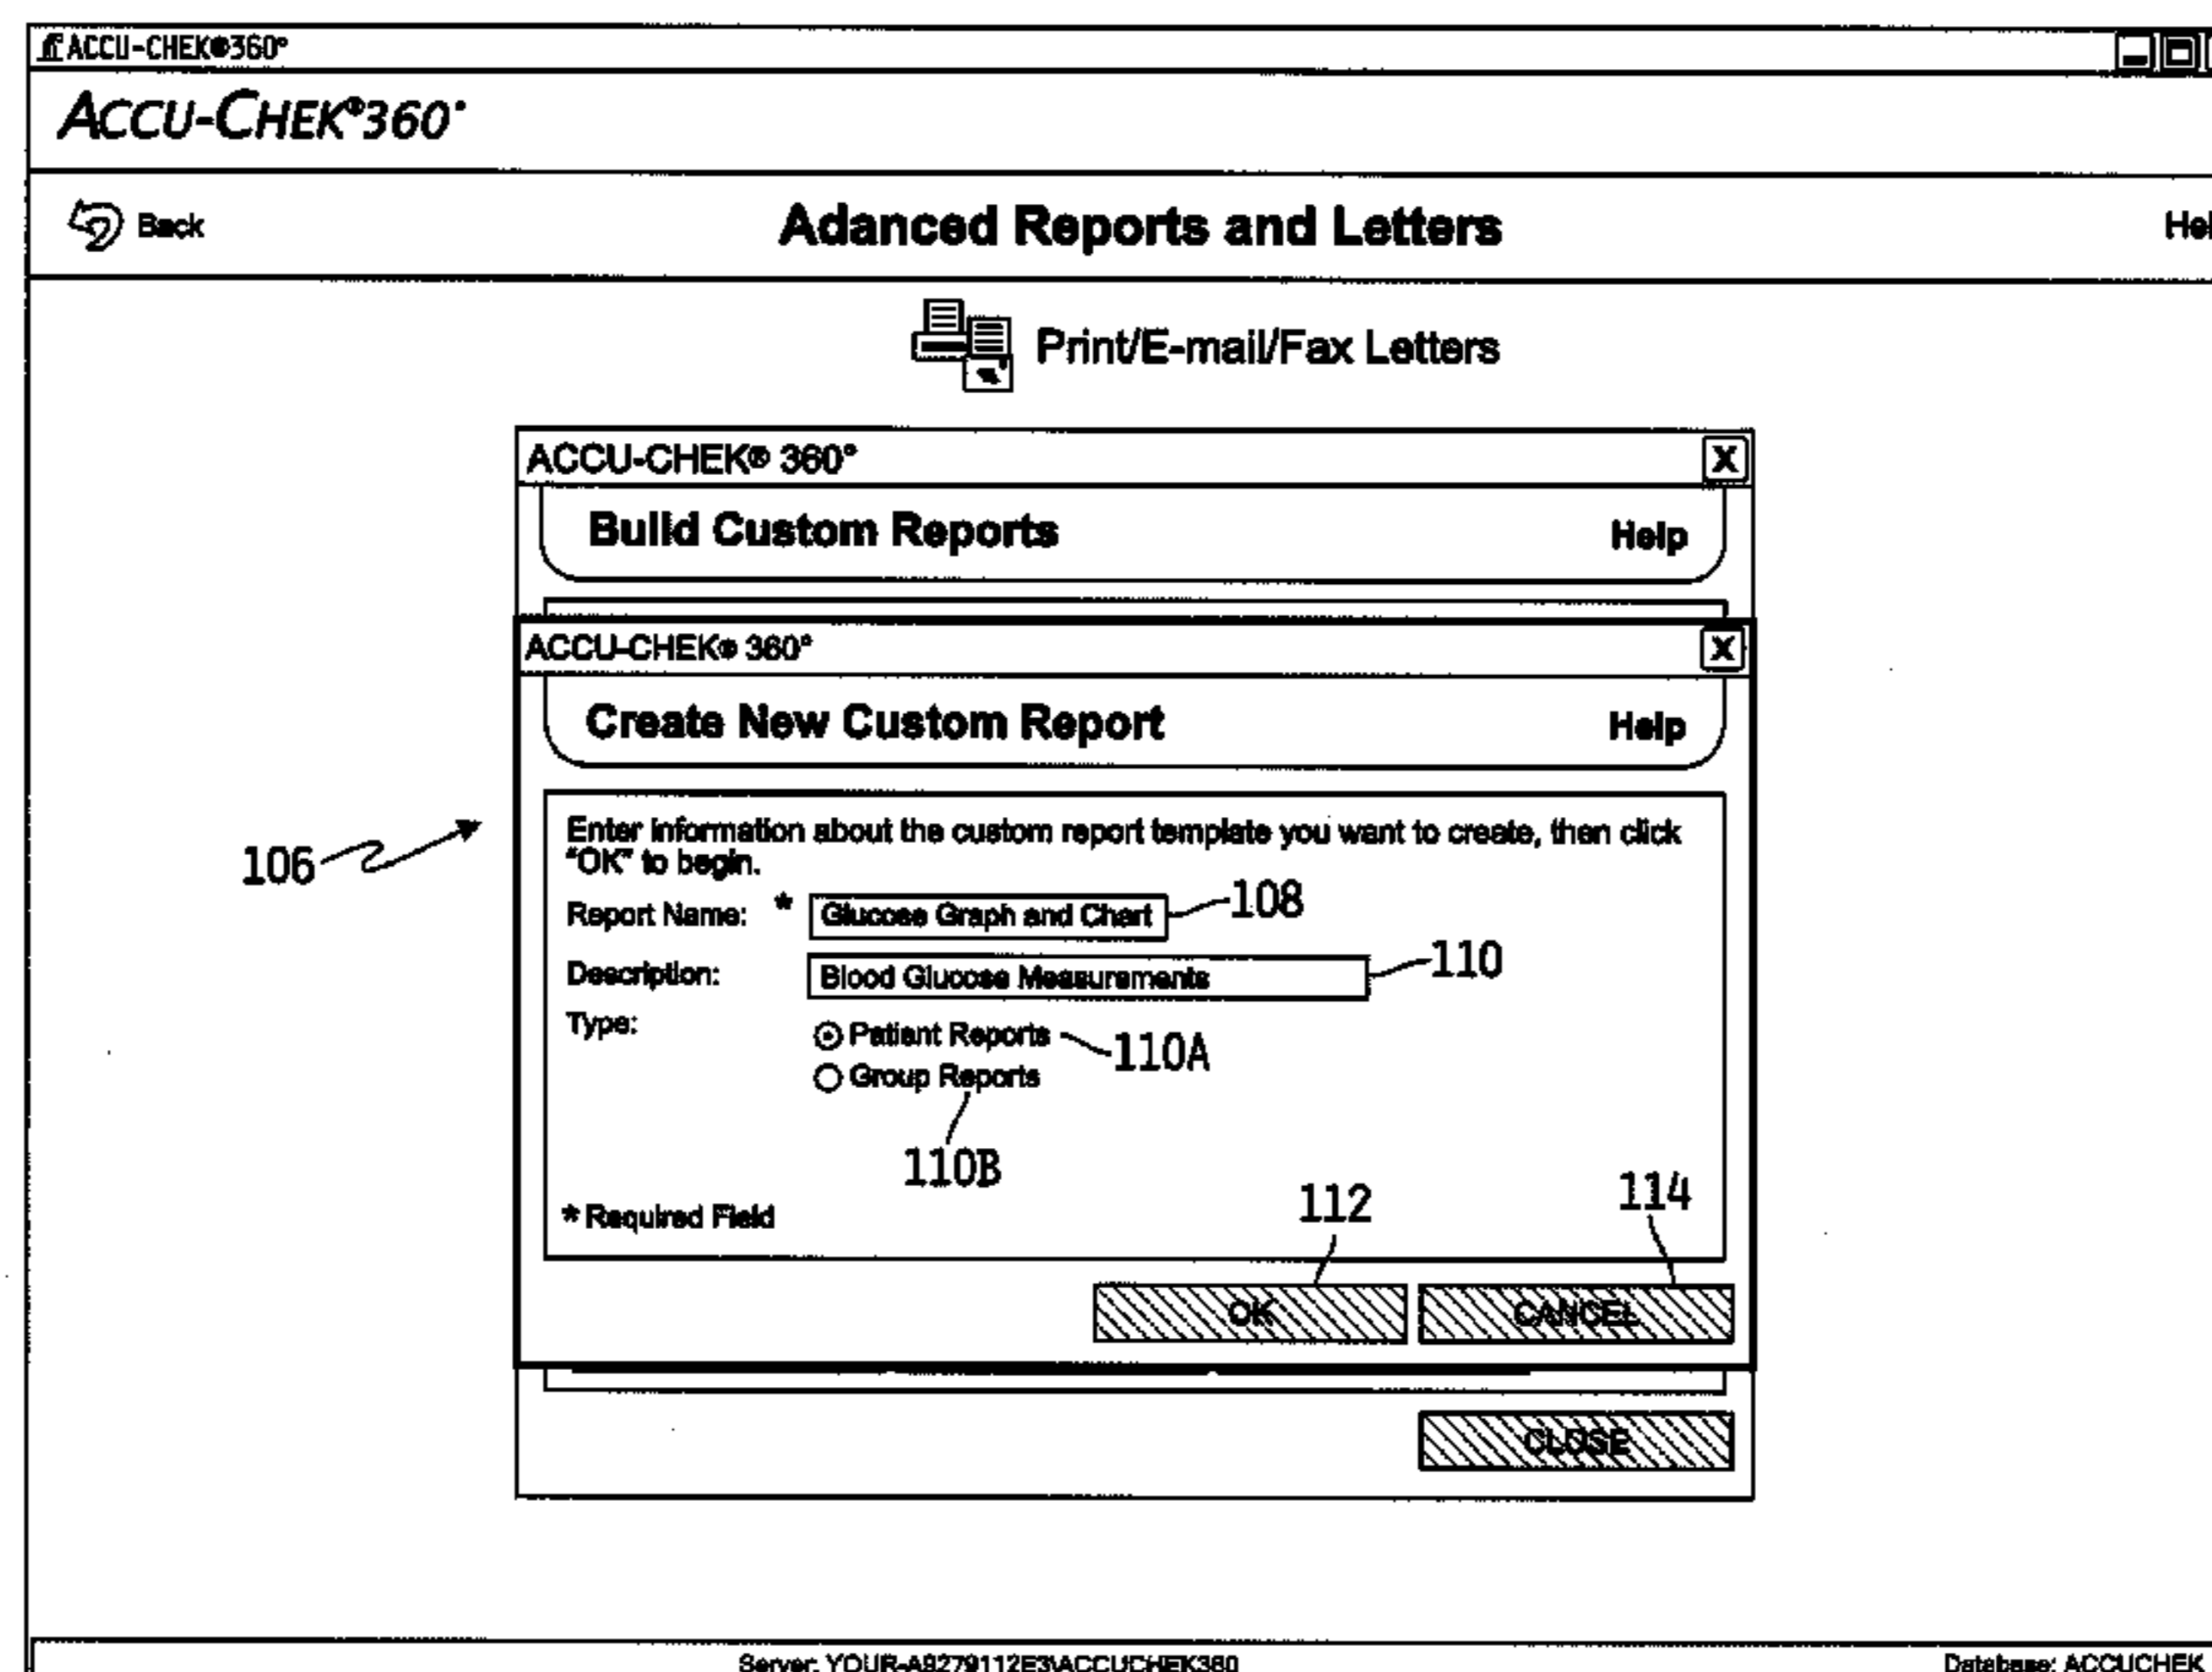 ACCU-CHEK®360°
ACCU-CHEK®360°
Back
Adanced Reports and Letters
Print/E-mail/Fax Letters
ACCU-CHEK® 360°
X
Build Custom Reports
Help
ACCU-CHEK® 360°
X
Create New Custom Report
Help
Enter information about the custom report template you want to create, then click
"OK" to begin.
106
Report Name: * Glucose Graph and Chart
108
Description: Blood Glucose Measurements
110
Type:
Patient Reports
110A
Group Reports
110B
* Required Field
112
114
OK
CANCEL
CLOSE
Server: YOUR-A9279112E3\ACCUCHEK360
Database: ACCUCHEK